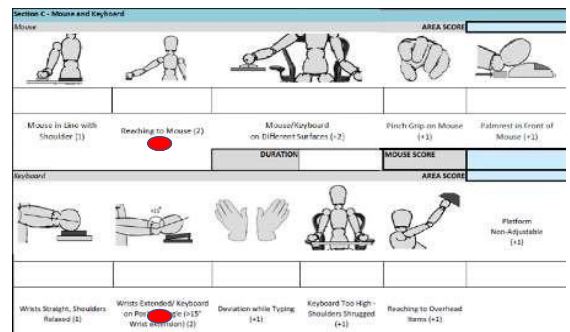 Section C - Mouse and Keyboard
Mouse
AREA SCORE
Mouse in Line with
Shoulder (1)
Reaching to Mouse (2)
Mouse/Keyboard
on Different Surfaces (+2)
Pinch Grip on Mouse
(+1)
Palmrest in Front of
Mouse (+1)
DURATION
MOUSE SCORE
Keyboard
AREA SCORE
>15°
Wrists Straight, Shoulders
Relaxed (1)
Wrists Extended/ Keyboard
on (>15°
Wrist extension) (2)
Deviation while Typing
(+1)
Keyboard Too High -
Shoulders Shrugged
(+1)
Reaching to Overhead
Items (+1)
Platform
Non-Adjustable
(+1)